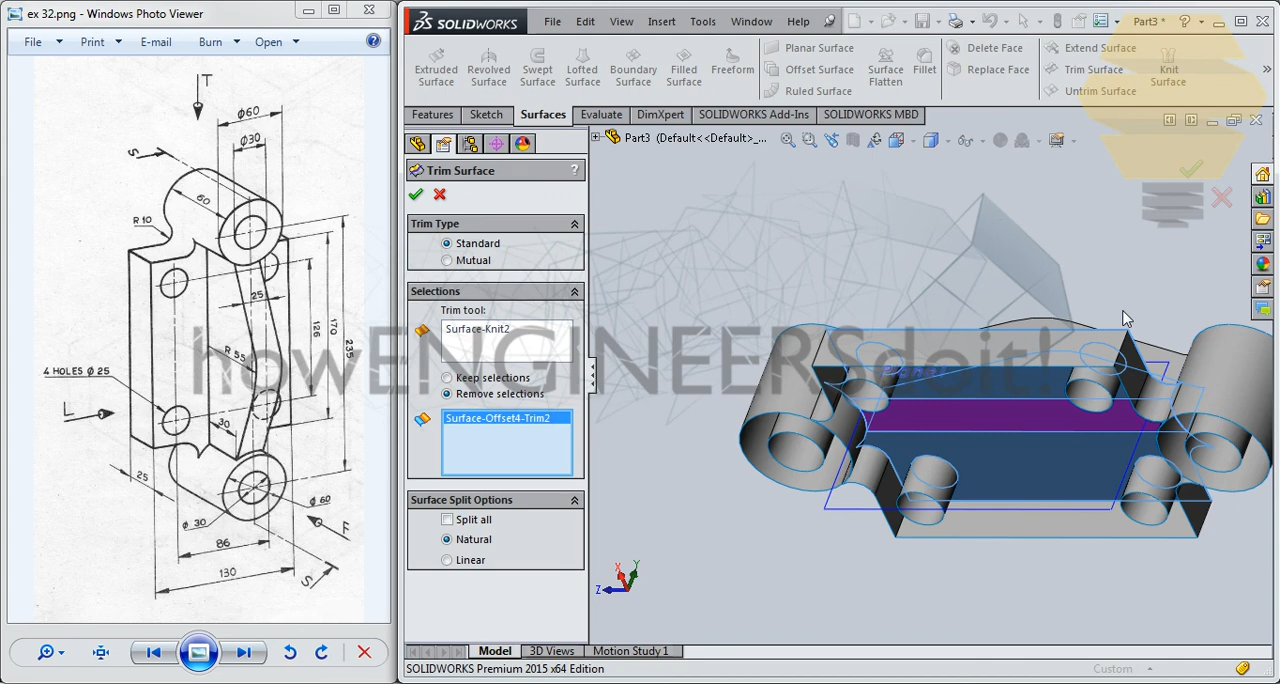 ex 32.png - Windows Photo Viewer
File Print E-mail Burn Open
T
ϕ60
ϕ30
S
60
R 10
25
126
170
235
R 55
4 HOLES ϕ 25
L
30
25
ϕ 60
ϕ 30
F
86
130
S
SOLIDWORKS File Edit View Insert Tools Window Help Part3 *
Extruded Surface
Revolved Surface
Swept Surface
Lofted Surface
Boundary Surface
Filled Surface
Freeform
Planar Surface
Offset Surface
Ruled Surface
Surface Flatten
Fillet
Delete Face
Replace Face
Extend Surface
Trim Surface
Untrim Surface
Knit Surface
Features Sketch Surfaces Evaluate DimXpert SOLIDWORKS Add-Ins SOLIDWORKS MBD
Part3 (Default<<Default>_...
Trim Surface ?
Trim Type
Standard
Mutual
Selections
Trim tool:
Surface-Knit2
Keep selections
Remove selections
Surface-Offset4-Trim2
Surface Split Options
Split all
Natural
Linear
howENGINEERSdoit!
X
Y
Z
Model 3D Views Motion Study 1
SOLIDWORKS Premium 2015 x64 Edition
Custom